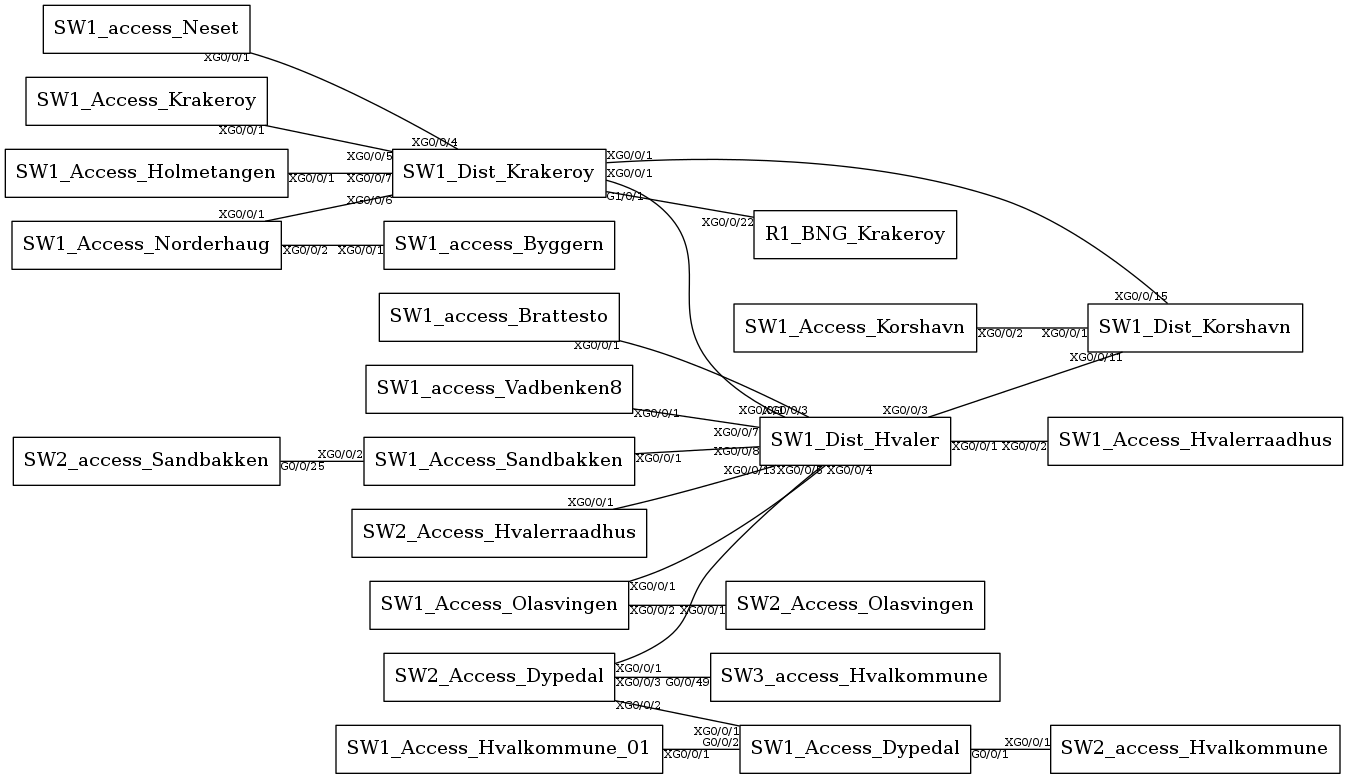 SW1_access_Neset
XG0/0/1
SW1_Access_Krakeroy
XG0/0/1
XG0/0/4
XG0/0/5
SW1_Access_Holmetangen
XG0/0/1
XG0/0/7
SW1_Dist_Krakeroy
XG0/0/1
XG0/0/1
G1/0/1
XG0/0/6
XG0/0/1
SW1_Access_Norderhaug
XG0/0/2
XG0/0/1
SW1_access_Byggern
XG0/0/22
R1_BNG_Krakeroy
XG0/0/15
SW1_access_Brattesto
XG0/0/1
SW1_Access_Korshavn
XG0/0/2
XG0/0/1
SW1_Dist_Korshavn
XG0/0/11
SW1_access_Vadbenken8
XG0/0/1
XG0/0/3
XG0/0/3
XG0/0/7
SW1_Dist_Hvaler
XG0/0/1
XG0/0/2
SW1_Access_Hvalerraadhus
SW2_access_Sandbakken
G0/0/25
XG0/0/2
SW1_Access_Sandbakken
XG0/0/1
XG0/0/8
XG0/0/13
XG0/0/4
XG0/0/1
SW2_Access_Hvalerraadhus
SW1_Access_Olasvingen
XG0/0/1
XG0/0/2
XG0/0/1
SW2_Access_Olasvingen
SW2_Access_Dypedal
XG0/0/1
XG0/0/3
G0/0/49
SW3_access_Hvalkommune
XG0/0/2
XG0/0/1
G0/0/2
SW1_Access_Hvalkommune_01
XG0/0/1
SW1_Access_Dypedal
G0/0/1
XG0/0/1
SW2_access_Hvalkommune